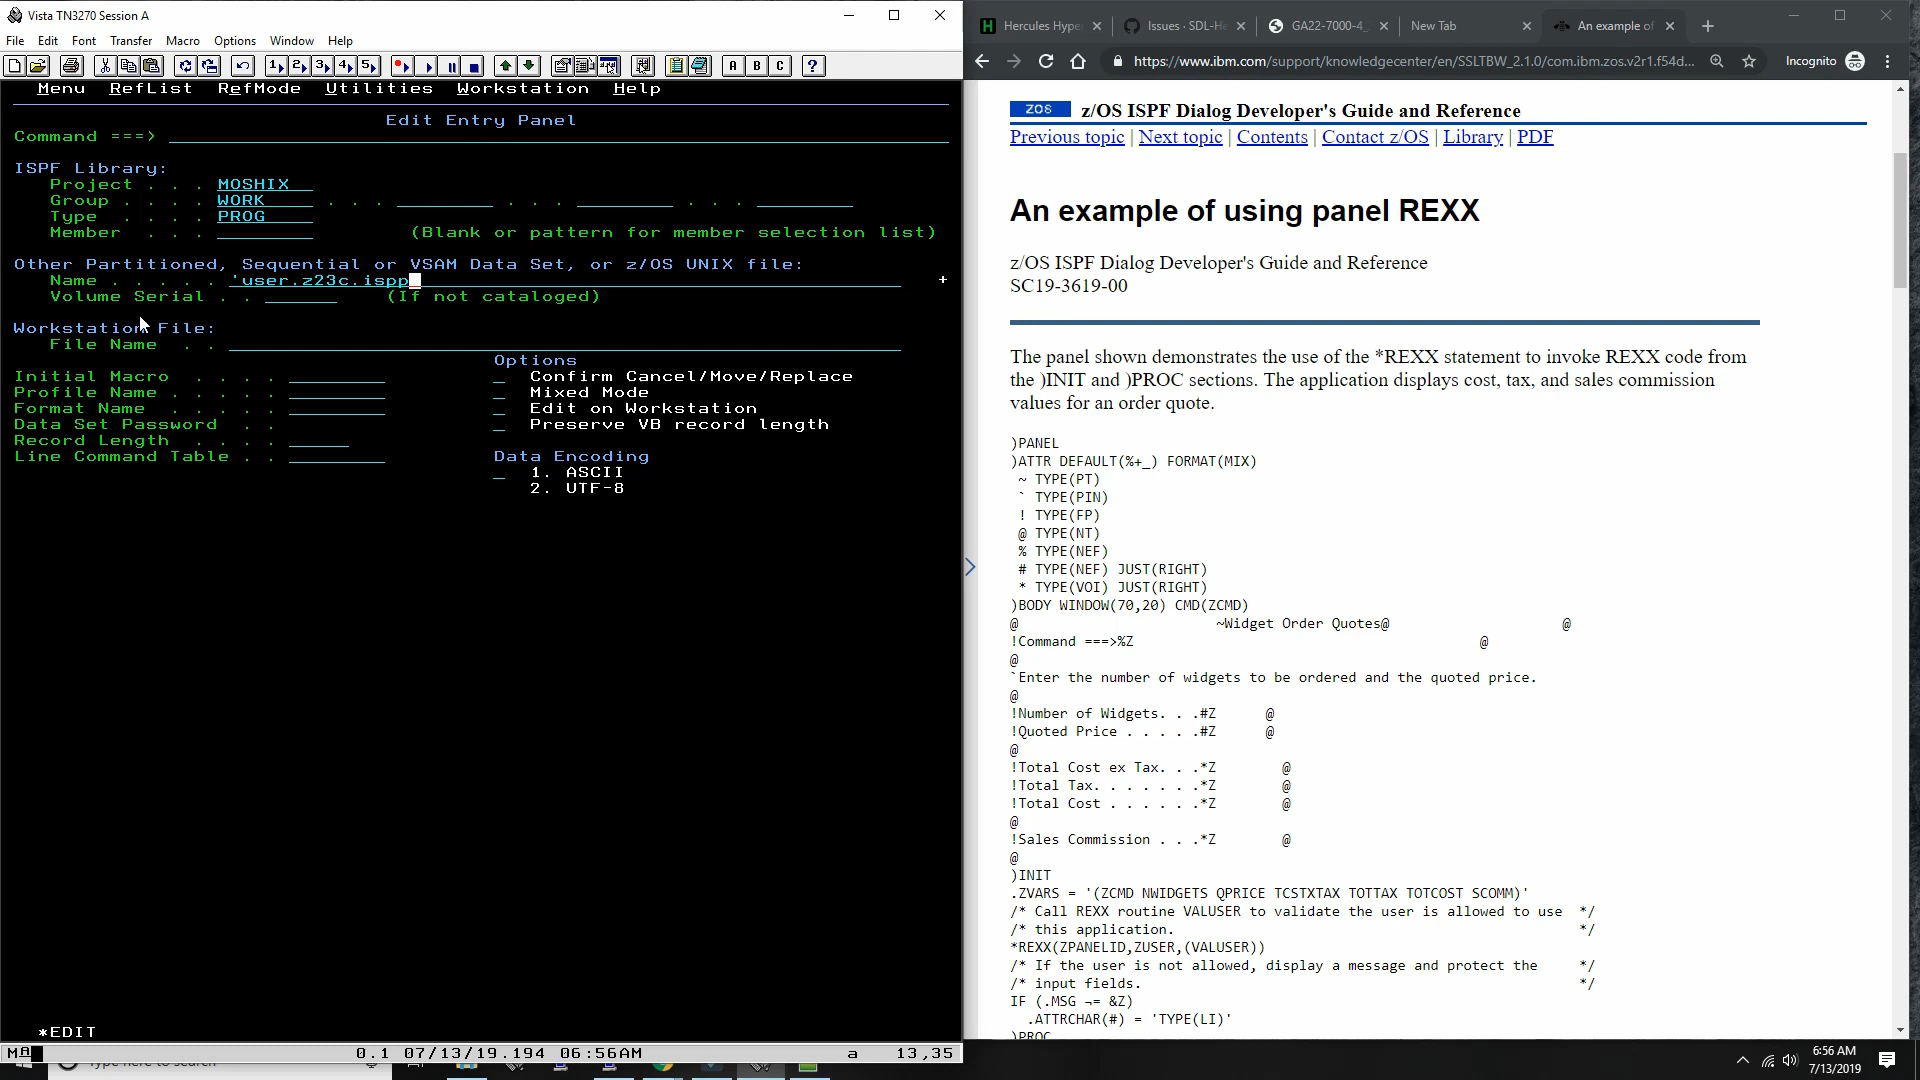 Vista TN3270 Session A
File Edit Font Transfer Macro Options Window Help
1 2 3 4 5 A B C ?
Menu RefList RefMode Utilities Workstation Help
Edit Entry Panel
Command ===>
ISPF Library:
Project . . . MOSHIX
Group . . . . WORK . . . . . . . . .
Type . . . . PROG
Member . . . (Blank or pattern for member selection list)
Other Partitioned, Sequential or VSAM Data Set, or z/OS UNIX file:
Name . . . . . 'user.z23c.ispp +
Volume Serial . . (If not cataloged)
Workstation File:
File Name . .
Options
Initial Macro . . . . Confirm Cancel/Move/Replace
Profile Name . . . . . Mixed Mode
Format Name . . . . . Edit on Workstation
Data Set Password . . Preserve VB record length
Record Length . . . .
Line Command Table . . Data Encoding
1. ASCII
2. UTF-8
*EDIT
0.1 07/13/19.194 06:56AM a 13,35
Hercules Hype
Issues · SDL-He
GA22-7000-4_
New Tab
An example of
https://www.ibm.com/support/knowledgecenter/en/SSLTBW_2.1.0/com.ibm.zos.v2r1.f54d...
Incognito
z/OS z/OS ISPF Dialog Developer's Guide and Reference
Previous topic | Next topic | Contents | Contact z/OS | Library | PDF
An example of using panel REXX
z/OS ISPF Dialog Developer's Guide and Reference
SC19-3619-00
The panel shown demonstrates the use of the *REXX statement to invoke REXX code from
the )INIT and )PROC sections. The application displays cost, tax, and sales commission
values for an order quote.
)PANEL
)ATTR DEFAULT(%+_) FORMAT(MIX)
~ TYPE(PT)
` TYPE(PIN)
! TYPE(FP)
@ TYPE(NT)
% TYPE(NEF)
# TYPE(NEF) JUST(RIGHT)
* TYPE(VOI) JUST(RIGHT)
)BODY WINDOW(70,20) CMD(ZCMD)
@ ~Widget Order Quotes@ @
!Command ===>%Z @
@
`Enter the number of widgets to be ordered and the quoted price.
@
!Number of Widgets. . .#Z @
!Quoted Price . . . . .#Z @
@
!Total Cost ex Tax. . .*Z @
!Total Tax. . . . . . .*Z @
!Total Cost . . . . . .*Z @
@
!Sales Commission . . .*Z @
@
)INIT
.ZVARS = '(ZCMD NWIDGETS QPRICE TCSTXTAX TOTTAX TOTCOST SCOMM)'
/* Call REXX routine VALUSER to validate the user is allowed to use */
/* this application. */
*REXX(ZPANELID,ZUSER,(VALUSER))
/* If the user is not allowed, display a message and protect the */
/* input fields. */
IF (.MSG ¬= &Z)
.ATTRCHAR(#) = 'TYPE(LI)'
)PROC
6:56 AM
7/13/2019